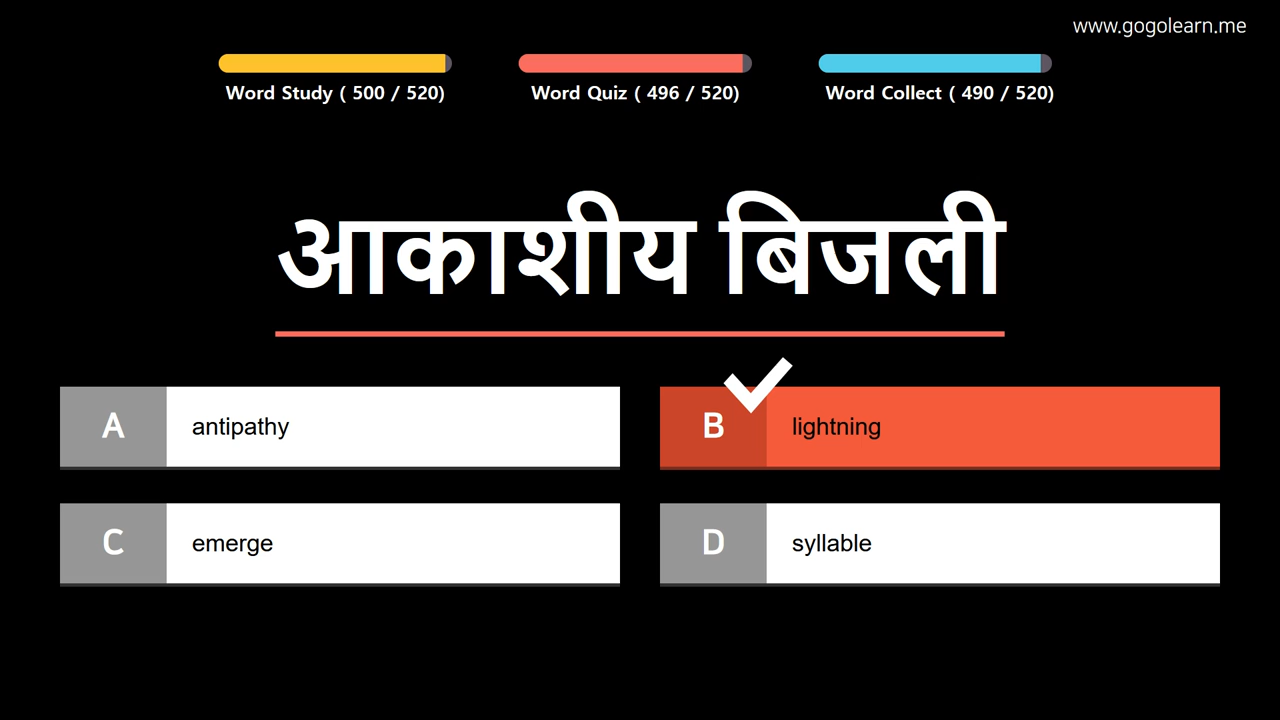 www.gogolearn.me
Word Study ( 500 / 520)
Word Quiz ( 496 / 520)
Word Collect ( 490 / 520)
आकाशीय बिजली
A antipathy
B lightning
C emerge
D syllable